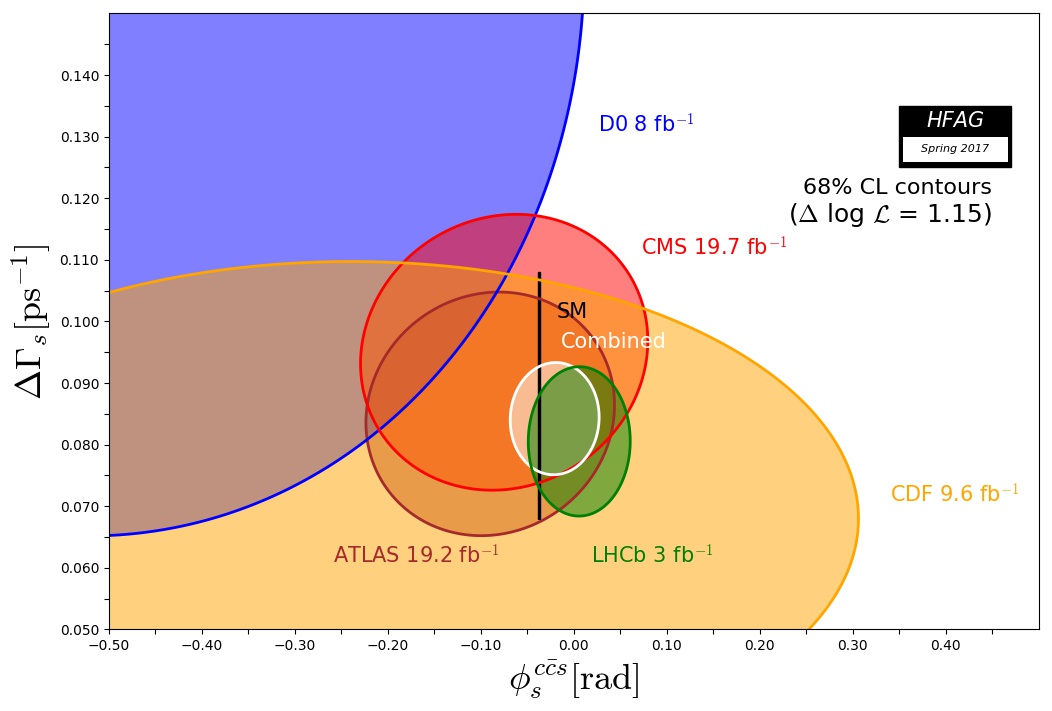 0.140
0.130
0.120
0.110
0.100
0.090
0.080
0.070
0.060
0.050
ΔΓ_s [ps⁻¹]
D0 8 fb⁻¹
HFAG
Spring 2017
68% CL contours
(Δ log ℒ = 1.15)
CMS 19.7 fb⁻¹
SM
Combined
CDF 9.6 fb⁻¹
ATLAS 19.2 fb⁻¹
LHCb 3 fb⁻¹
−0.50 −0.40 −0.30 −0.20 −0.10 0.00 0.10 0.20 0.30 0.40
ϕ_s^{cc̄s} [rad]